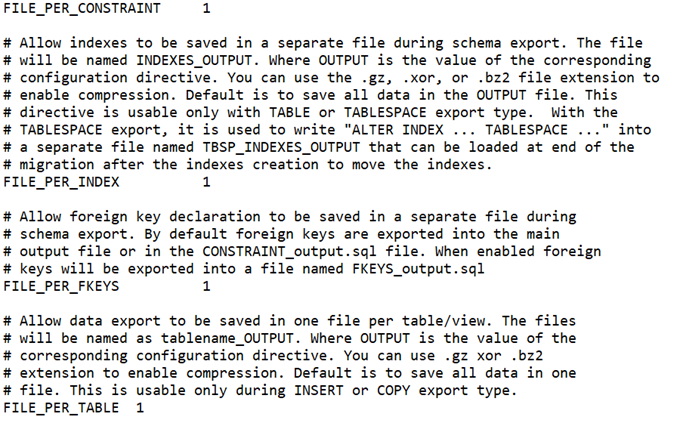 FILE_PER_CONSTRAINT 1
# Allow indexes to be saved in a separate file during schema export. The file
# will be named INDEXES_OUTPUT. Where OUTPUT is the value of the corresponding
# configuration directive. You can use the .gz, .xor, or .bz2 file extension to
# enable compression. Default is to save all data in the OUTPUT file. This
# directive is usable only with TABLE or TABLESPACE export type.  With the
# TABLESPACE export, it is used to write "ALTER INDEX ... TABLESPACE ..." into
# a separate file named TBSP_INDEXES_OUTPUT that can be loaded at end of the
# migration after the indexes creation to move the indexes.
FILE_PER_INDEX 1
# Allow foreign key declaration to be saved in a separate file during
# schema export. By default foreign keys are exported into the main
# output file or in the CONSTRAINT_output.sql file. When enabled foreign
# keys will be exported into a file named FKEYS_output.sql
FILE_PER_FKEYS 1
# Allow data export to be saved in one file per table/view. The files
# will be named as tablename_OUTPUT. Where OUTPUT is the value of the
# corresponding configuration directive. You can use .gz xor .bz2
# extension to enable compression. Default is to save all data in one
# file. This is usable only during INSERT or COPY export type.
FILE_PER_TABLE 1